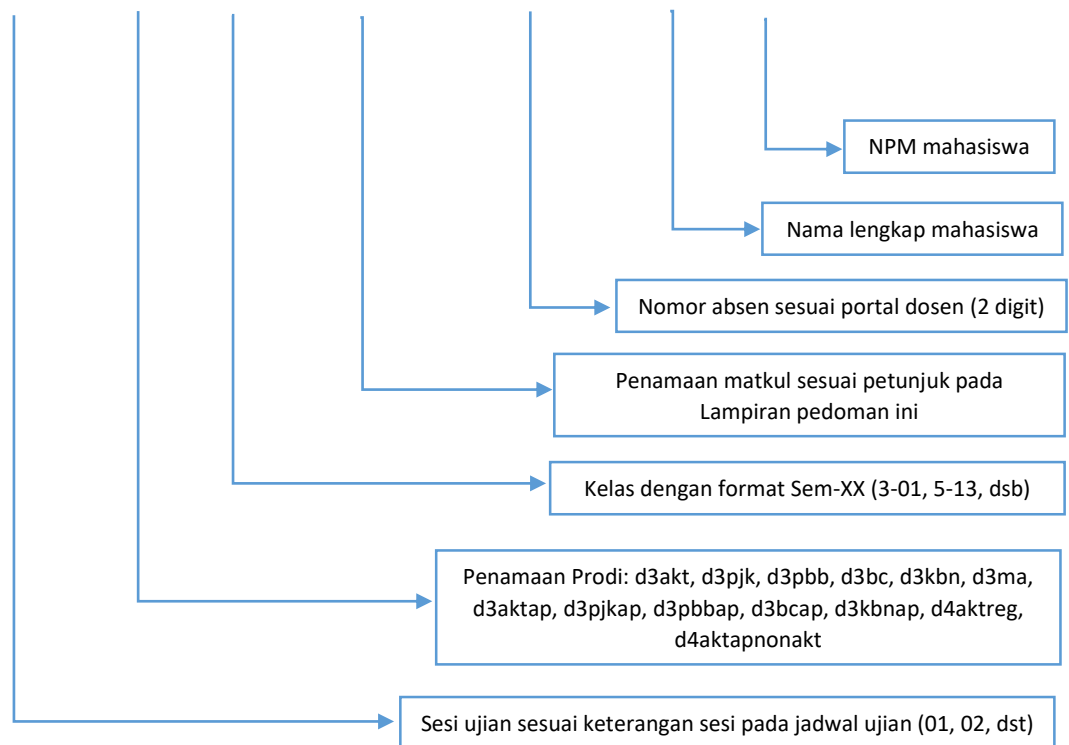 NPM mahasiswa
Nama lengkap mahasiswa
Nomor absen sesuai portal dosen (2 digit)
Penamaan matkul sesuai petunjuk pada
Lampiran pedoman ini
Kelas dengan format Sem-XX (3-01, 5-13, dsb)
Penamaan Prodi: d3akt, d3pjk, d3pbb, d3bc, d3kbn, d3ma,
d3aktap, d3pjkap, d3pbbap, d3bcap, d3kbnap, d4aktreg,
d4aktapnonakt
Sesi ujian sesuai keterangan sesi pada jadwal ujian (01, 02, dst)